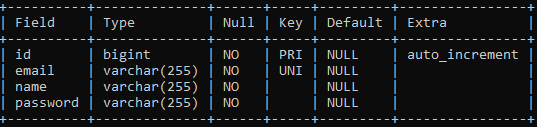 +----------+--------------+------+-----+---------+----------------+
| Field    | Type         | Null | Key | Default | Extra          |
+----------+--------------+------+-----+---------+----------------+
| id       | bigint       | NO   | PRI | NULL    | auto_increment |
| email    | varchar(255) | NO   | UNI | NULL    |                |
| name     | varchar(255) | NO   |     | NULL    |                |
| password | varchar(255) | NO   |     | NULL    |                |
+----------+--------------+------+-----+---------+----------------+